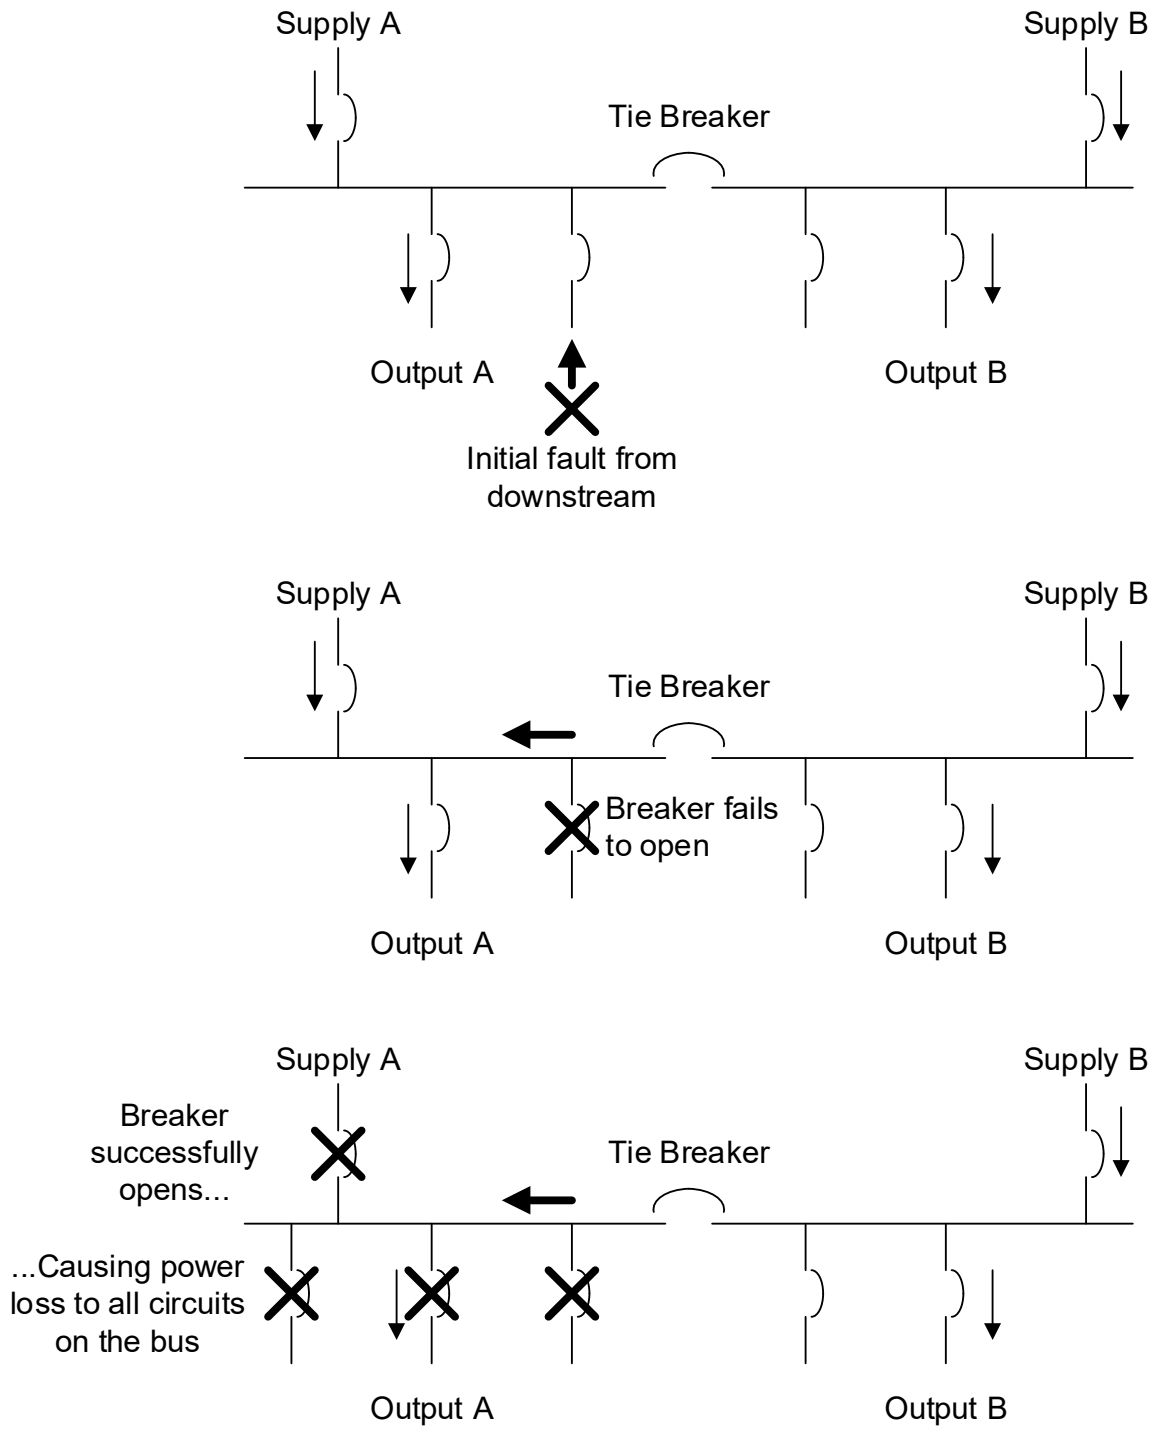 Supply A
Supply B
Tie Breaker
Output A
Output B
Initial fault from
downstream
Supply A
Supply B
Tie Breaker
Breaker fails
to open
Output A
Output B
Supply A
Supply B
Breaker
successfully
opens...
Tie Breaker
...Causing power
loss to all circuits
on the bus
Output A
Output B